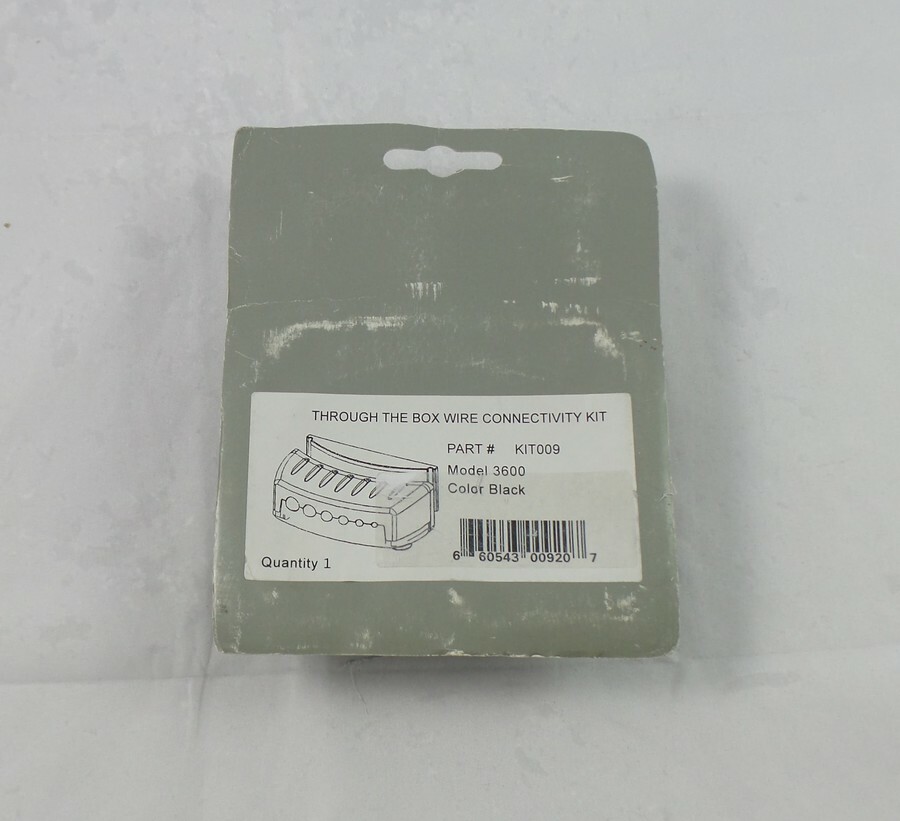 THROUGH THE BOX WIRE CONNECTIVITY KIT
PART # KIT009
Model 3600
Color Black
6 60543 00920 7
Quantity 1